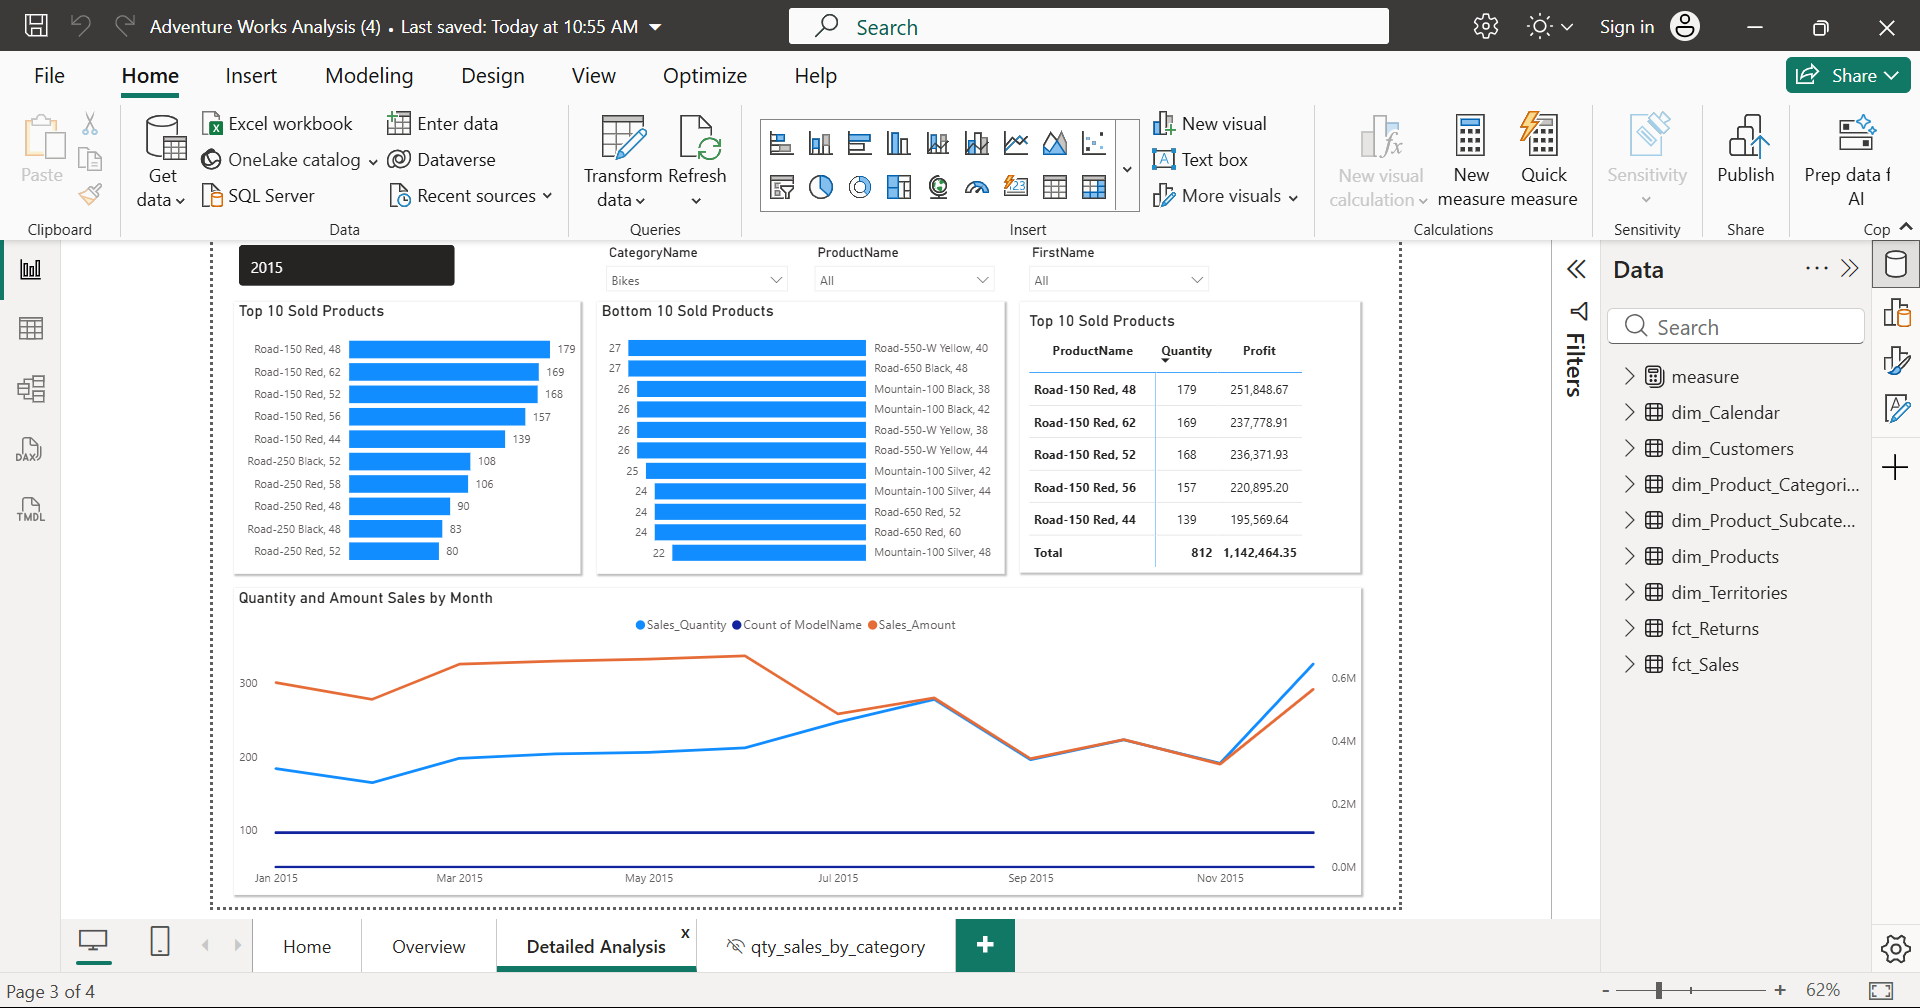 Adventure Works Analysis (4) • Last saved: Today at 10:55 AM
Search
Sign in
File Home Insert Modeling Design View Optimize Help
Share
Paste
Clipboard
Get data
Excel workbook
OneLake catalog
SQL Server
Enter data
Dataverse
Recent sources
Data
Transform data
Refresh
Queries
New visual
Text box
More visuals
Insert
New visual calculation
New measure
Quick measure
Calculations
Sensitivity
Sensitivity
Publish
Share
Prep data f
AI
Cop
DAX
TMDL
2015
CategoryName
Bikes
ProductName
All
FirstName
All
Top 10 Sold Products
Road-150 Red, 48 179
Road-150 Red, 62 169
Road-150 Red, 52 168
Road-150 Red, 56 157
Road-150 Red, 44 139
Road-250 Black, 52 108
Road-250 Red, 58 106
Road-250 Red, 48 90
Road-250 Black, 48 83
Road-250 Red, 52 80
Bottom 10 Sold Products
27 Road-550-W Yellow, 40
27 Road-650 Black, 48
26 Mountain-100 Black, 38
26 Mountain-100 Black, 42
26 Road-550-W Yellow, 38
26 Road-550-W Yellow, 44
25 Mountain-100 Silver, 42
24 Mountain-100 Silver, 44
24 Road-650 Red, 52
24 Road-650 Red, 60
22 Mountain-100 Silver, 48
Top 10 Sold Products
ProductName Quantity Profit
Road-150 Red, 48 179 251,848.67
Road-150 Red, 62 169 237,778.91
Road-150 Red, 52 168 236,371.93
Road-150 Red, 56 157 220,895.20
Road-150 Red, 44 139 195,569.64
Total 812 1,142,464.35
Quantity and Amount Sales by Month
Sales_Quantity Count of ModelName Sales_Amount
300
200
100
0.6M
0.4M
0.2M
0.0M
Jan 2015 Mar 2015 May 2015 Jul 2015 Sep 2015 Nov 2015
Filters
Data
Search
measure
dim_Calendar
dim_Customers
dim_Product_Categori...
dim_Product_Subcate...
dim_Products
dim_Territories
fct_Returns
fct_Sales
Home
Overview
Detailed Analysis
x
qty_sales_by_category
+
Page 3 of 4
- + 62%